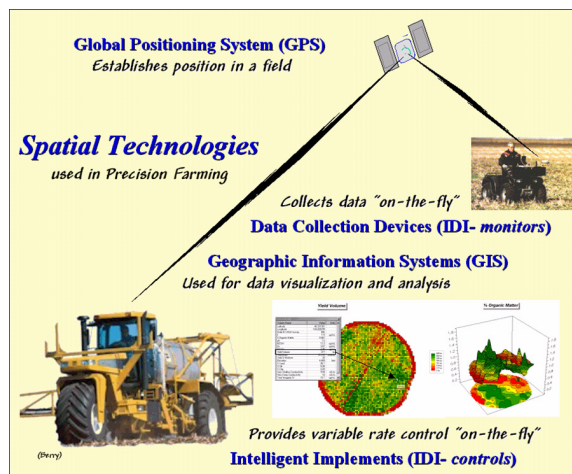 Global Positioning System (GPS)
Establishes position in a field
Spatial Technologies
used in Precision Farming
Collects data "on-the-fly"
Data Collection Devices (IDI- monitors)
Geographic Information Systems (GIS)
Used for data visualization and analysis
Yield Volume
% Organic Matter
Provides variable rate control "on-the-fly"
Intelligent Implements (IDI- controls)
(Berry)